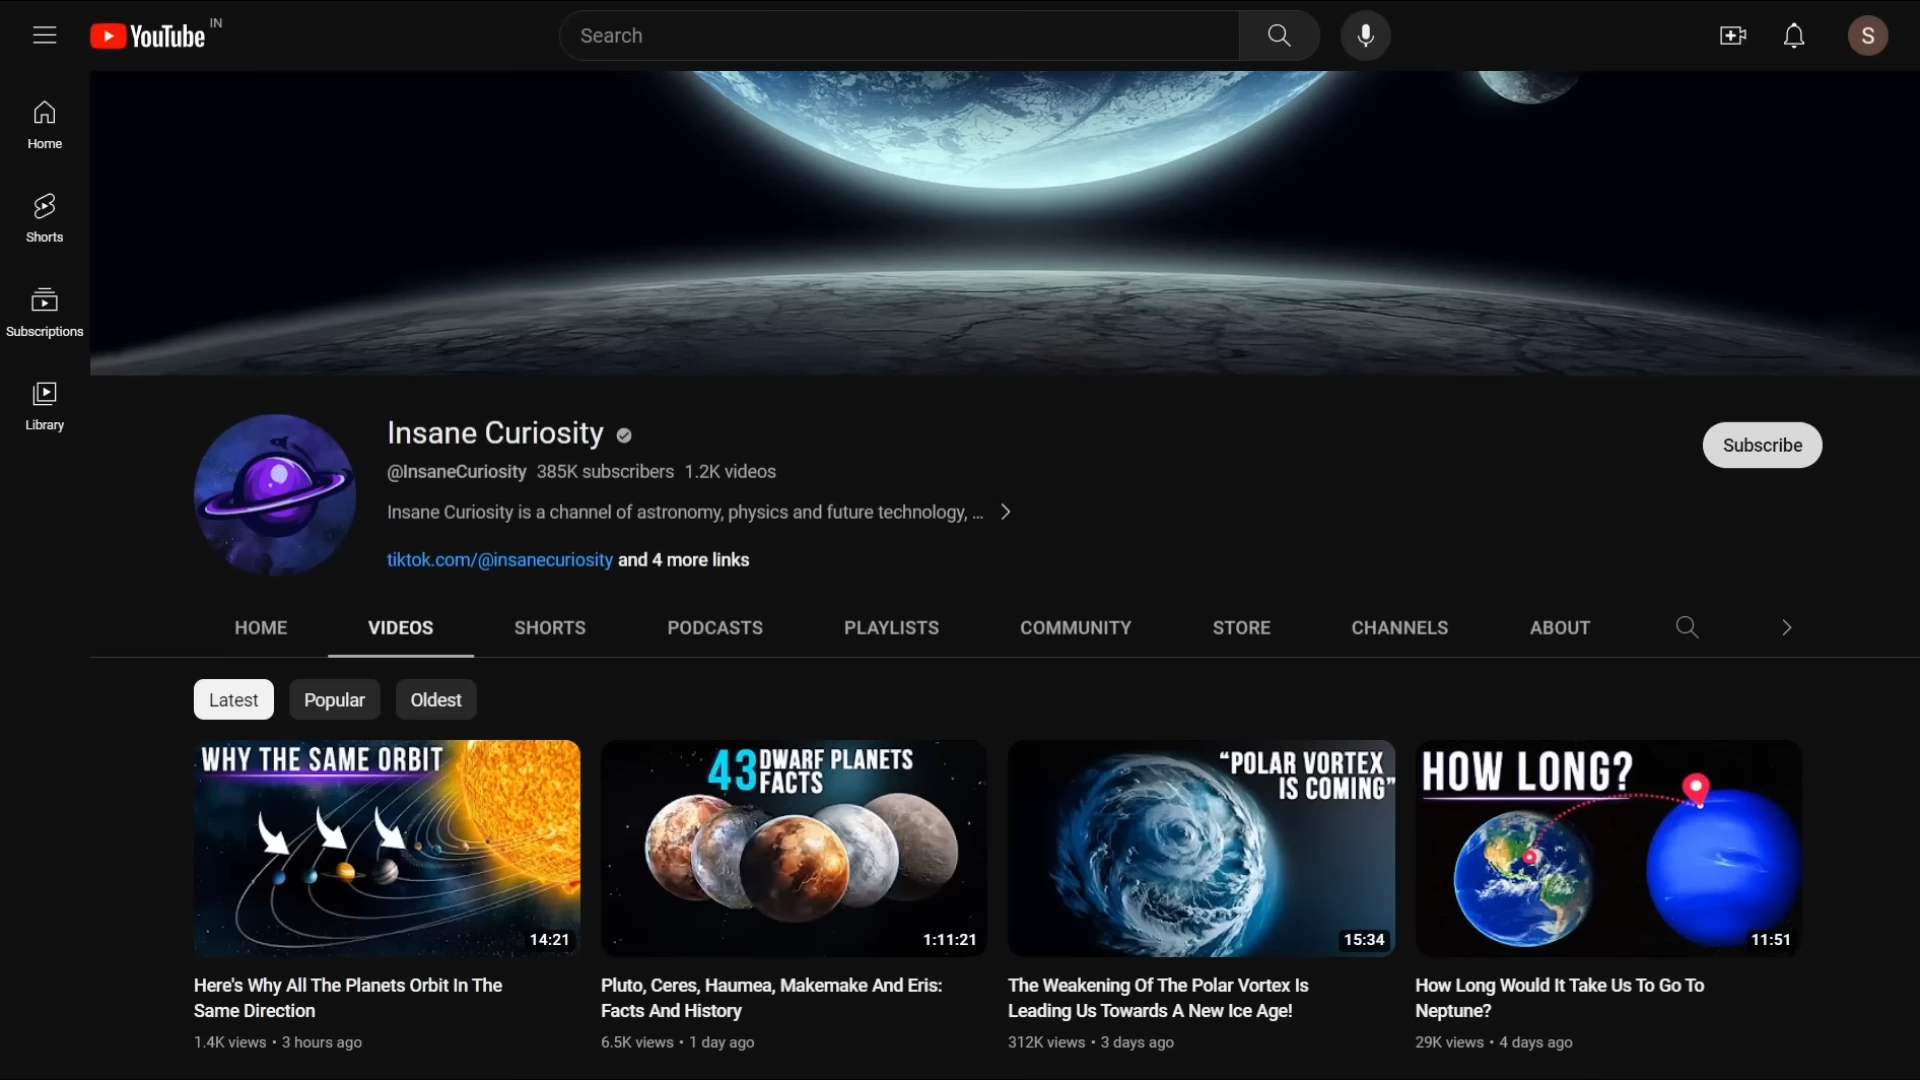 YouTube IN
Search
S
Home
Shorts
Subscriptions
Library
Insane Curiosity
@InsaneCuriosity 385K subscribers 1.2K videos
Insane Curiosity is a channel of astronomy, physics and future technology, ...
tiktok.com/@insanecuriosity and 4 more links
Subscribe
HOME VIDEOS SHORTS PODCASTS PLAYLISTS COMMUNITY STORE CHANNELS ABOUT
Latest Popular Oldest
WHY THE SAME ORBIT
14:21
Here's Why All The Planets Orbit In The
Same Direction
1.4K views • 3 hours ago
43 DWARF PLANETS
FACTS
1:11:21
Pluto, Ceres, Haumea, Makemake And Eris:
Facts And History
6.5K views • 1 day ago
“POLAR VORTEX
IS COMING”
15:34
The Weakening Of The Polar Vortex Is
Leading Us Towards A New Ice Age!
312K views • 3 days ago
HOW LONG?
11:51
How Long Would It Take Us To Go To
Neptune?
29K views • 4 days ago